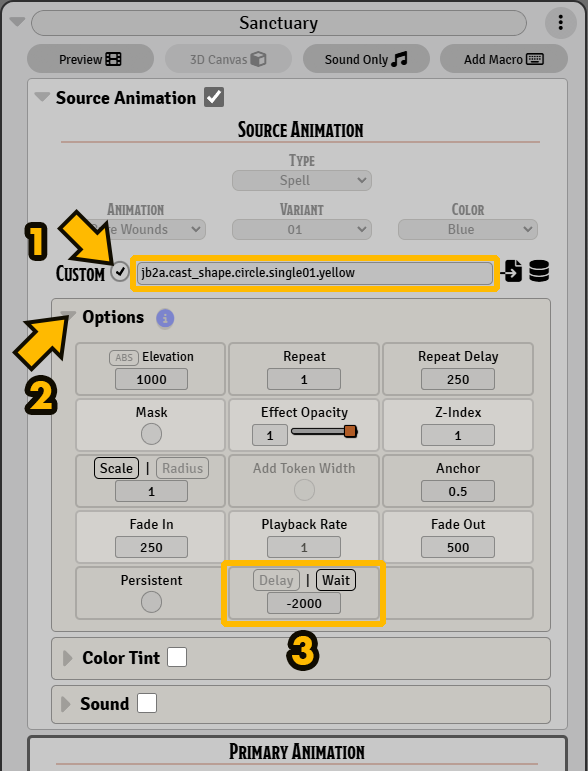 Sanctuary
Preview
3D Canvas
Sound Only
Add Macro
Source Animation
Source Animation
Type
Spell
Animation
Variant
Color
Wounds
01
Blue
1
Custom
jb2a.cast_shape.circle.single01.yellow
Options
2
ABS Elevation
Repeat
Repeat Delay
1000
1
250
Mask
Effect Opacity
Z-Index
1
1
Scale | Radius
Add Token Width
Anchor
1
0.5
Fade In
Playback Rate
Fade Out
250
1
500
Persistent
Delay | Wait
-2000
3
Color Tint
Sound
Primary Animation